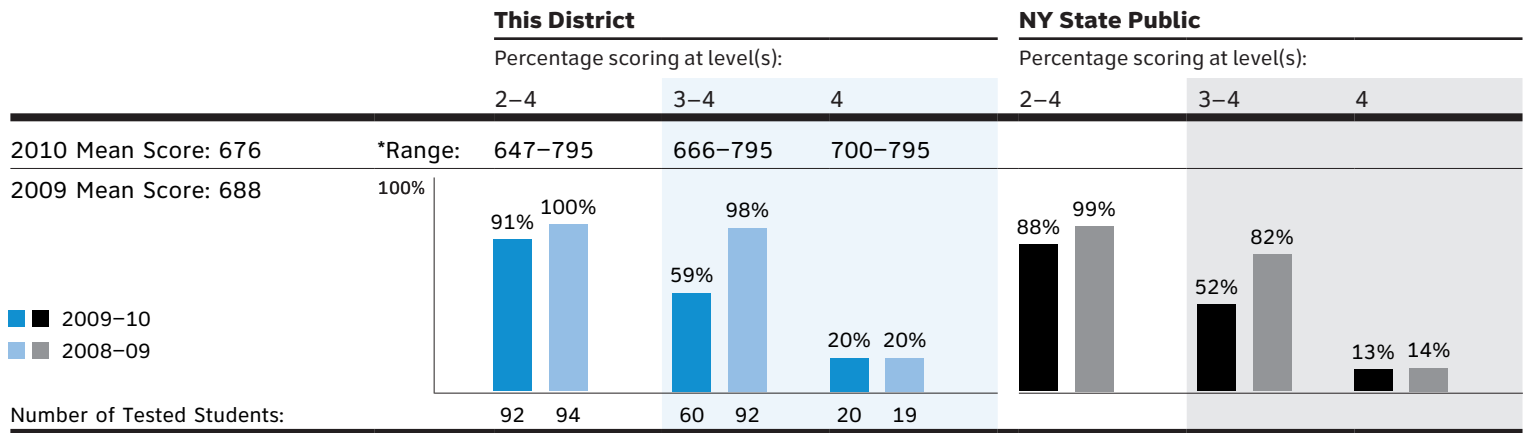 This District NY State Public
Percentage scoring at level(s): Percentage scoring at level(s):
2–4 3–4 4 2–4 3–4 4
2010 Mean Score: 676 *Range: 647–795 666–795 700–795
2009 Mean Score: 688 100%
91% 100% 59% 98% 20% 20% 88% 99% 52% 82% 13% 14%
2009–10
2008–09
Number of Tested Students: 92 94 60 92 20 19